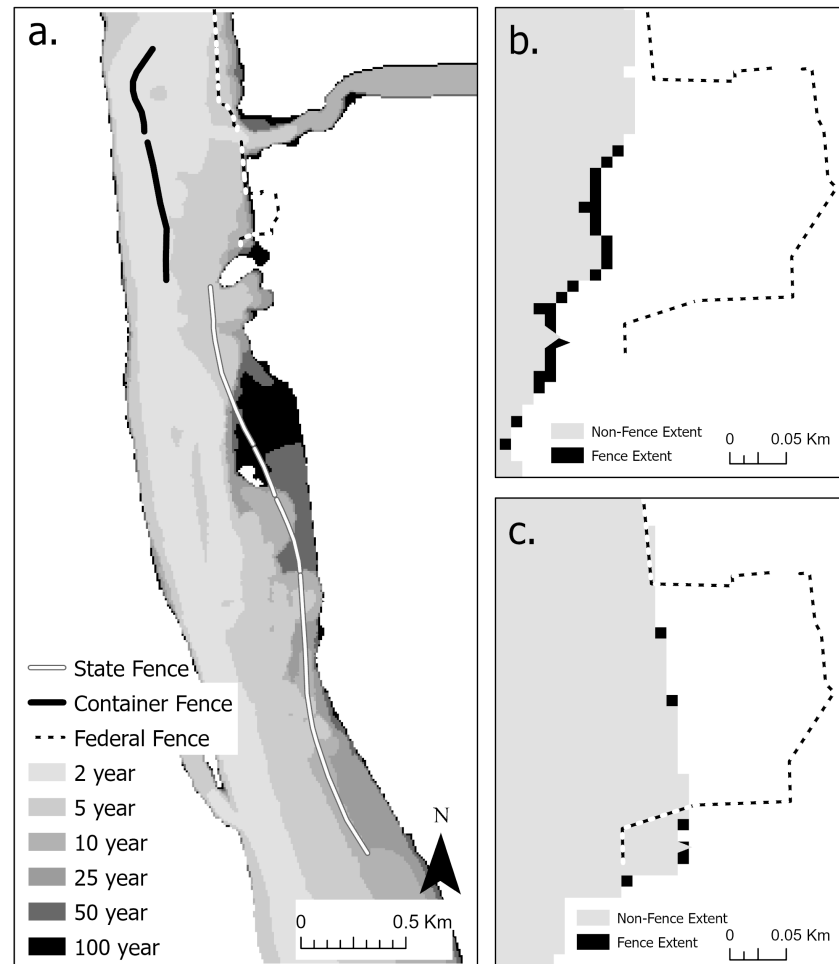 a.
State Fence
Container Fence
Federal Fence
2 year
5 year
10 year
25 year
50 year
100 year
N
0 0.5 Km
b.
Non-Fence Extent
Fence Extent
0 0.05 Km
c.
Non-Fence Extent
Fence Extent
0 0.05 Km